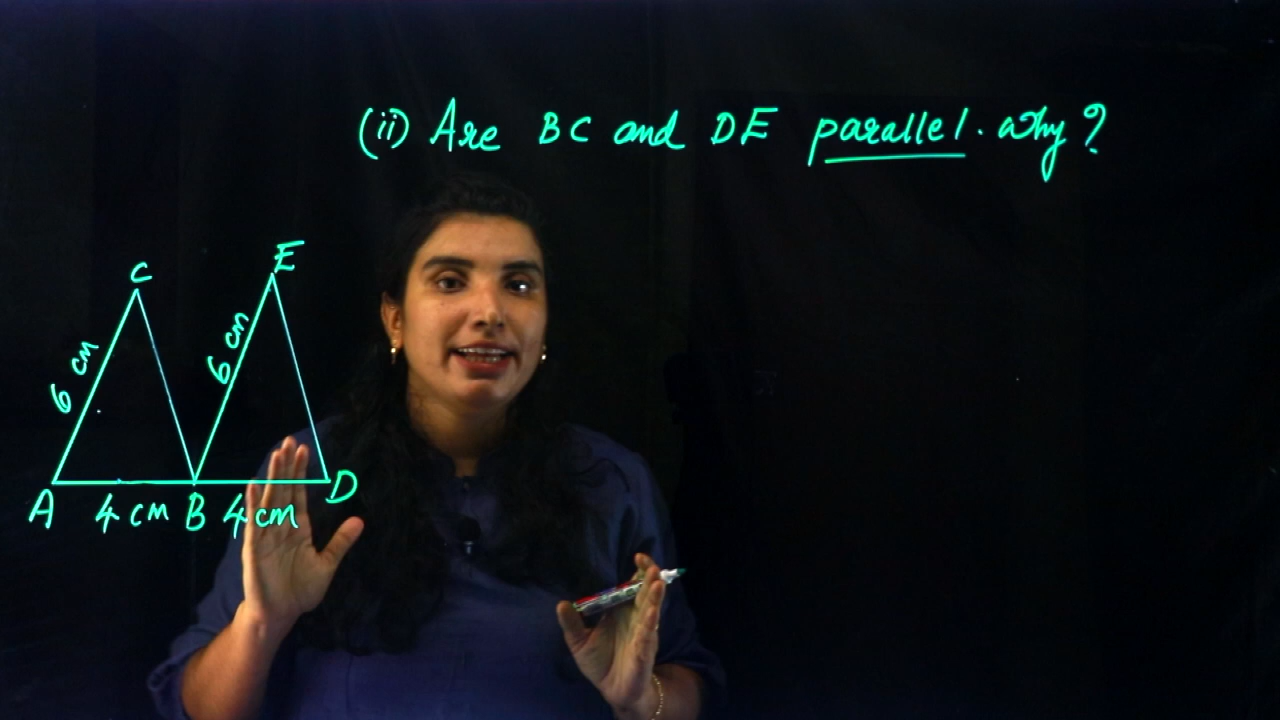 (ii) Are BC and DE parallel. why?
C
E
6 cm
6 cm
A 4 cm B 4 cm D